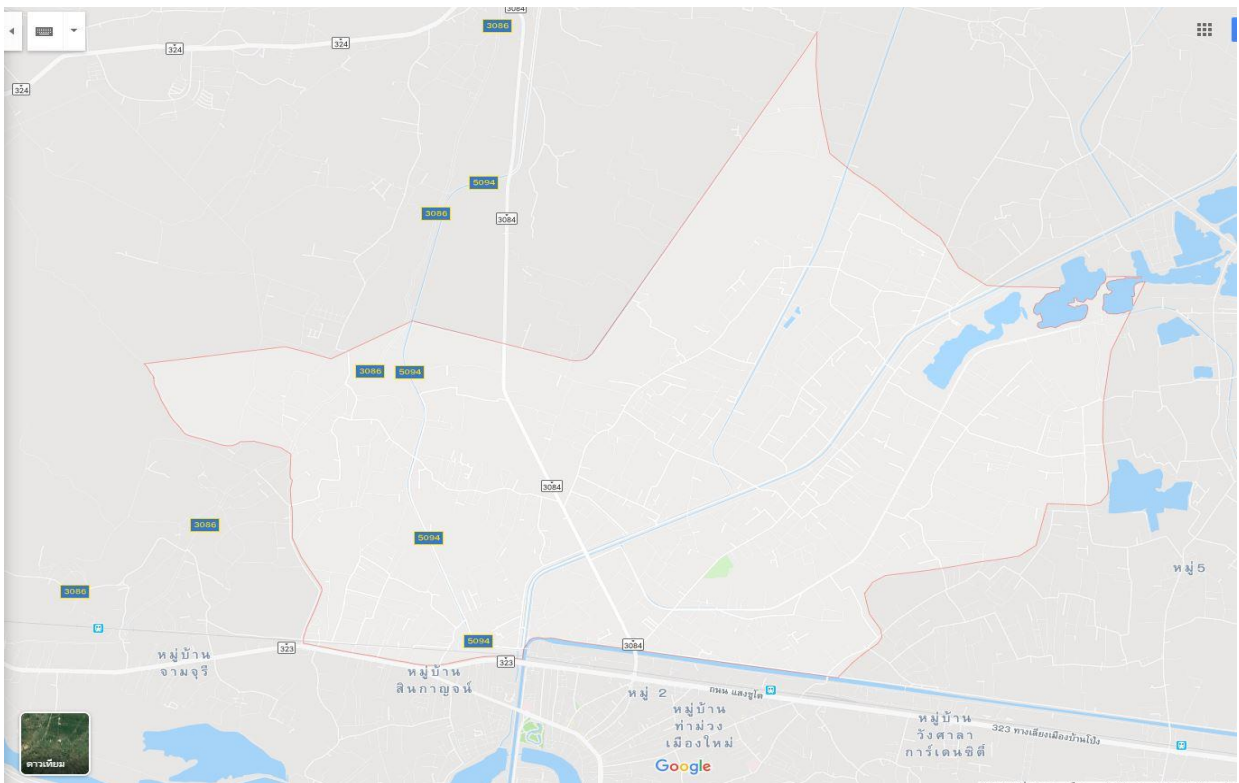 3084
3086
324
324
324
5094
3086
3084
3086
5094
3084
3086
5094
หมู่5
3086
5094
3084
323
323
หมู่บ้าน
จามจุรี
หมู่บ้าน
สินกาญจน์
หมู่ 2
ถนน แสงชูโต
หมู่บ้าน
ท่าม่วง
เมืองใหม่
หมู่บ้าน
วังศาลา
การ์เดนซิตี้
323 ทางเลี่ยงเมืองบ้านโป่ง
ดาวเทียม
Google